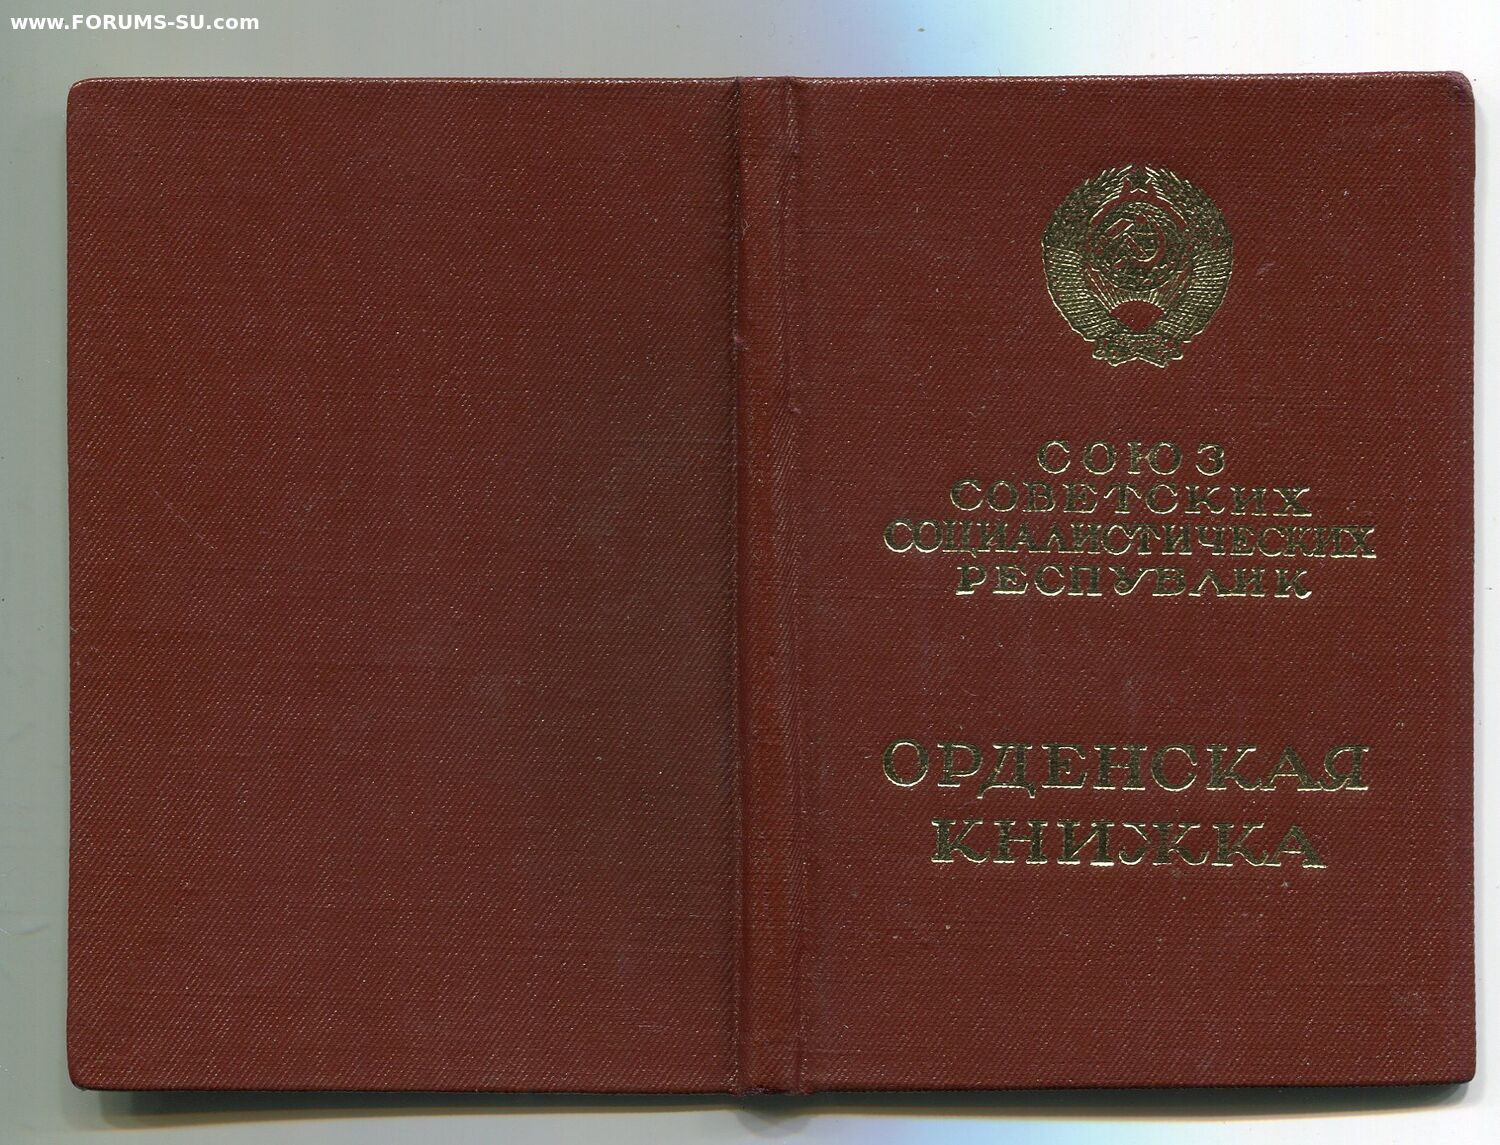 www.FORUMS-SU.com
СОЮЗ
СОВЕТСКИХ
СОЦИАЛИСТИЧЕСКИХ
РЕСПУБЛИК
ОРДЕНСКАЯ
КНИЖКА